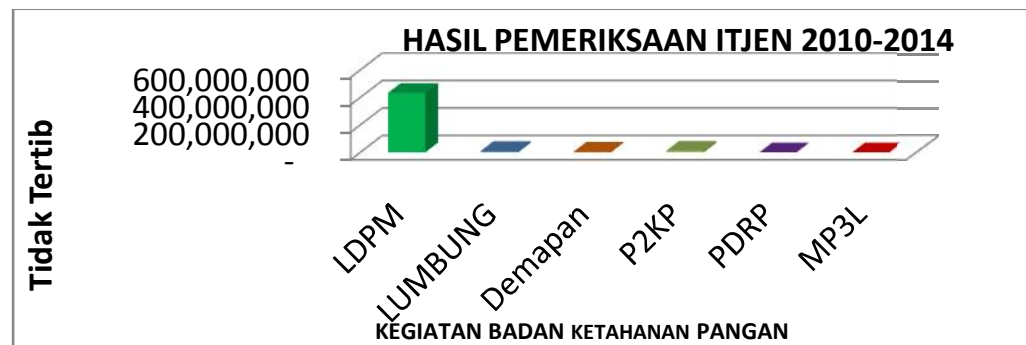 HASIL PEMERIKSAAN ITJEN 2010-2014
600,000,000
400,000,000
200,000,000
-
Tidak Tertib
LDPM
LUMBUNG
Demapan
P2KP
PDRP
MP3L
KEGIATAN BADAN KETAHANAN PANGAN